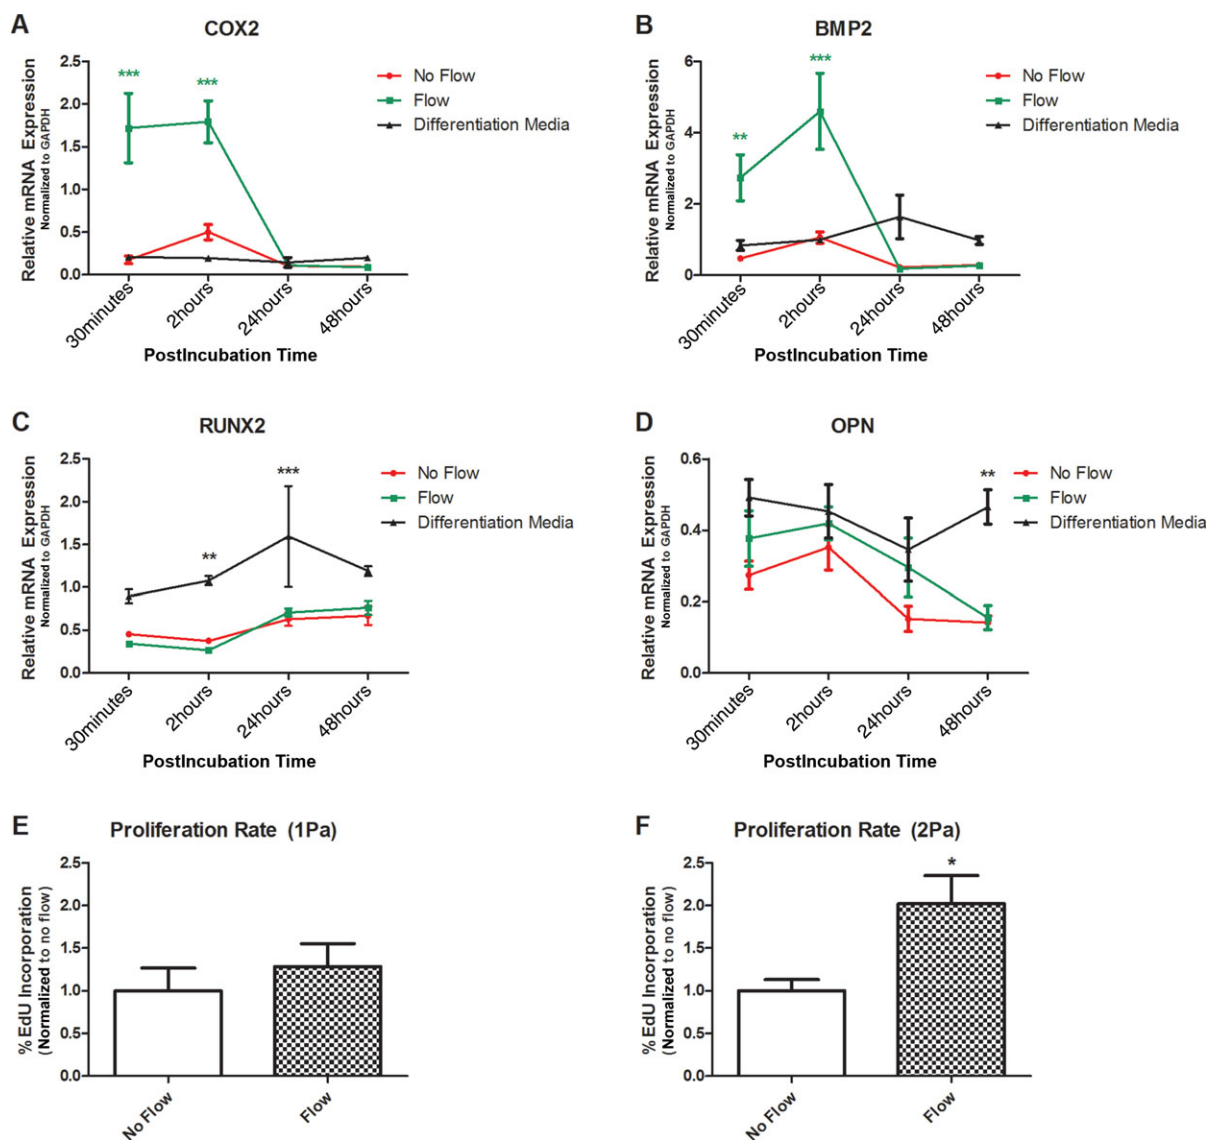 A
COX2
Relative mRNA Expression
Normalized to GAPDH
2.5
2.0
1.5
1.0
0.5
0.0
***
***
No Flow
Flow
Differentiation Media
30minutes
2hours
24hours
48hours
PostIncubation Time
B
BMP2
Relative mRNA Expression
Normalized to GAPDH
6
4
2
0
**
***
No Flow
Flow
Differentiation Media
30minutes
2hours
24hours
48hours
PostIncubation Time
C
RUNX2
Relative mRNA Expression
Normalized to GAPDH
2.5
2.0
1.5
1.0
0.5
0.0
**
***
No Flow
Flow
Differentiation Media
30minutes
2hours
24hours
48hours
PostIncubation Time
D
OPN
Relative mRNA Expression
Normalized to GAPDH
0.6
0.4
0.2
0.0
**
No Flow
Flow
Differentiation Media
30minutes
2hours
24hours
48hours
PostIncubation Time
E
Proliferation Rate (1Pa)
% EdU Incorporation
(Normalized to no flow)
2.5
2.0
1.5
1.0
0.5
0.0
No Flow
Flow
F
Proliferation Rate (2Pa)
% EdU Incorporation
(Normalized to no flow)
2.5
2.0
1.5
1.0
0.5
0.0
*
No Flow
Flow